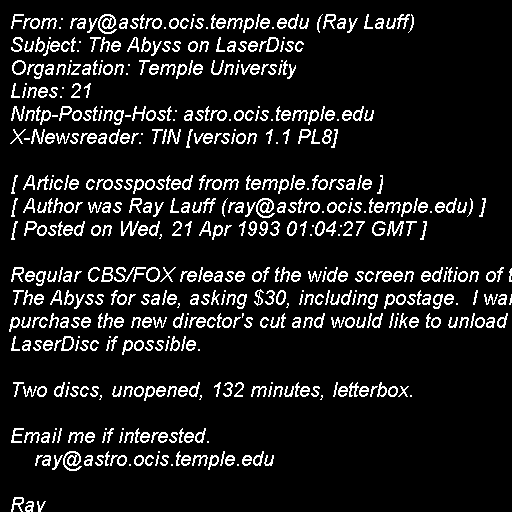 From: ray@astro.ocis.temple.edu (Ray Lauff)
Subject: The Abyss on LaserDisc
Organization: Temple University
Lines: 21
Nntp-Posting-Host: astro.ocis.temple.edu
X-Newsreader: TIN [version 1.1 PL8]

[ Article crossposted from temple.forsale ]
[ Author was Ray Lauff (ray@astro.ocis.temple.edu) ]
[ Posted on Wed, 21 Apr 1993 01:04:27 GMT ]

Regular CBS/FOX release of the wide screen edition of
The Abyss for sale, asking $30, including postage.  I
purchase the new director's cut and would like to unload
LaserDisc if possible.

Two discs, unopened, 132 minutes, letterbox.

Email me if interested.
    ray@astro.ocis.temple.edu

Ray